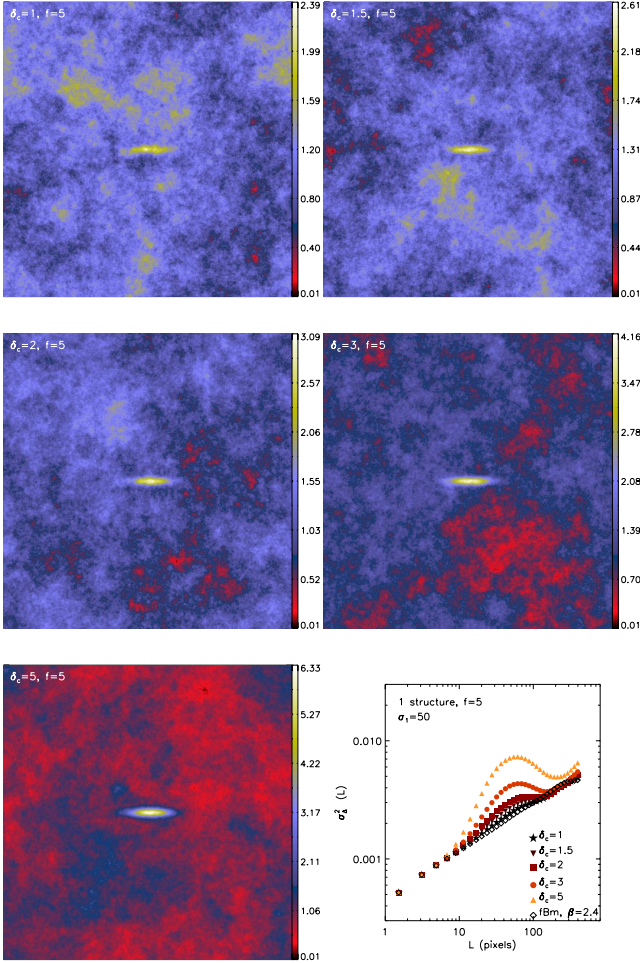 δc=1, f=5
2.39
1.99
1.59
1.20
0.80
0.40
0.01
δc=1.5, f=5
2.61
2.18
1.74
1.31
0.87
0.44
0.01
δc=2, f=5
3.09
2.57
2.06
1.55
1.03
0.52
0.01
δc=3, f=5
4.16
3.47
2.78
2.08
1.39
0.70
0.01
δc=5, f=5
6.33
5.27
4.22
3.17
2.11
1.06
0.01
1 structure, f=5
σ1=50
0.010
0.001
σΔ² (L)
δc=1
δc=1.5
δc=2
δc=3
δc=5
fBm, β=2.4
1
10
100
L (pixels)